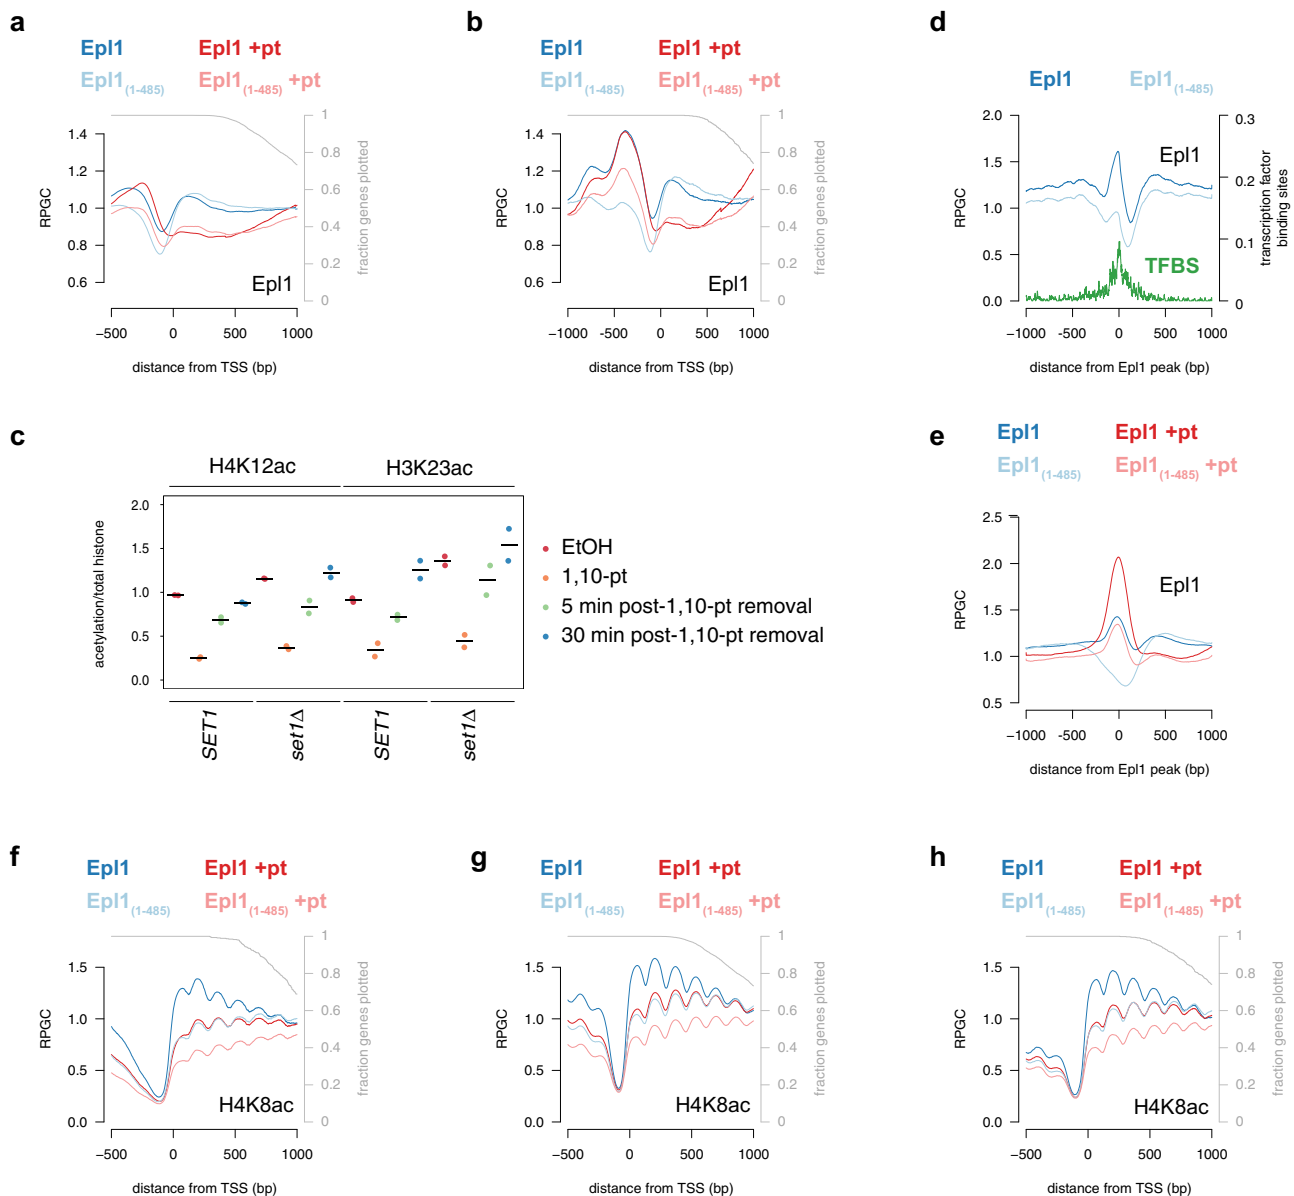 a
Epl1 Epl1 +pt
Epl1(1-485) Epl1(1-485) +pt
1.4
1.2
1.0
0.8
0.6
RPGC
1
0.8
0.6
0.4
0.2
0
fraction genes plotted
Epl1
−500 0 500 1000
distance from TSS (bp)
b
Epl1 Epl1 +pt
Epl1(1-485) Epl1(1-485) +pt
1.4
1.2
1.0
0.8
0.6
RPGC
1
0.8
0.6
0.4
0.2
0
fraction genes plotted
Epl1
−1000 -500 0 500 1000
distance from TSS (bp)
d
Epl1 Epl1(1-485)
2.0
1.5
1.0
0.5
0.0
RPGC
0.3
0.2
0.1
0
transcription factor
binding sites
Epl1
TFBS
−1000 -500 0 500 1000
distance from Epl1 peak (bp)
c
H4K12ac H3K23ac
2.0
1.5
1.0
0.5
0.0
acetylation/total histone
SET1 set1Δ SET1 set1Δ
EtOH
1,10-pt
5 min post-1,10-pt removal
30 min post-1,10-pt removal
e
Epl1 Epl1 +pt
Epl1(1-485) Epl1(1-485) +pt
2.5
2.0
1.5
1.0
0.5
RPGC
Epl1
−1000 -500 0 500 1000
distance from Epl1 peak (bp)
f
Epl1 Epl1 +pt
Epl1(1-485) Epl1(1-485) +pt
1.5
1.0
0.5
0.0
RPGC
1
0.8
0.6
0.4
0.2
0
fraction genes plotted
H4K8ac
−500 0 500 1000
distance from TSS (bp)
g
Epl1 Epl1 +pt
Epl1(1-485) Epl1(1-485) +pt
1.5
1.0
0.5
0.0
RPGC
1
0.8
0.6
0.4
0.2
0
fraction genes plotted
H4K8ac
−500 0 500 1000
distance from TSS (bp)
h
Epl1 Epl1 +pt
Epl1(1-485) Epl1(1-485) +pt
1.5
1.0
0.5
0.0
RPGC
1
0.8
0.6
0.4
0.2
0
fraction genes plotted
H4K8ac
−500 0 500 1000
distance from TSS (bp)